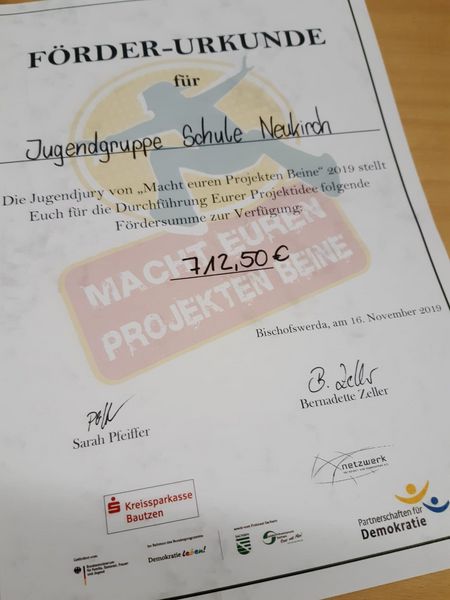 FÖRDER-URKUNDE
für
Jugendgruppe Schule Neukirch
Die Jugendjury von „Macht euren Projekten Beine" 2019 stellt
Euch für die Durchführung Eurer Projektidee folgende
Fördersumme zur Verfügung:
712,50 €
MACHT EUREN
PROJEKTEN BEINE
Bischofswerda, am 16. November 2019
Sarah Pfeiffer
B. Zeller
Bernadette Zeller
netzwerk
Kreissparkasse
Bautzen
Partnerschaften für
Demokratie
Demokratie leben!